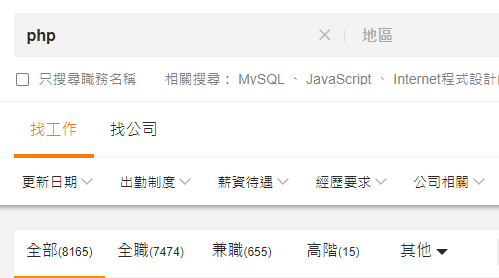 php 地區
只搜尋職務名稱 相關搜尋： MySQL 、 JavaScript 、 Internet程式設計
找工作 找公司
更新日期 出勤制度 薪資待遇 經歷要求 公司相關
全部(8165) 全職(7474) 兼職(655) 高階(15) 其他